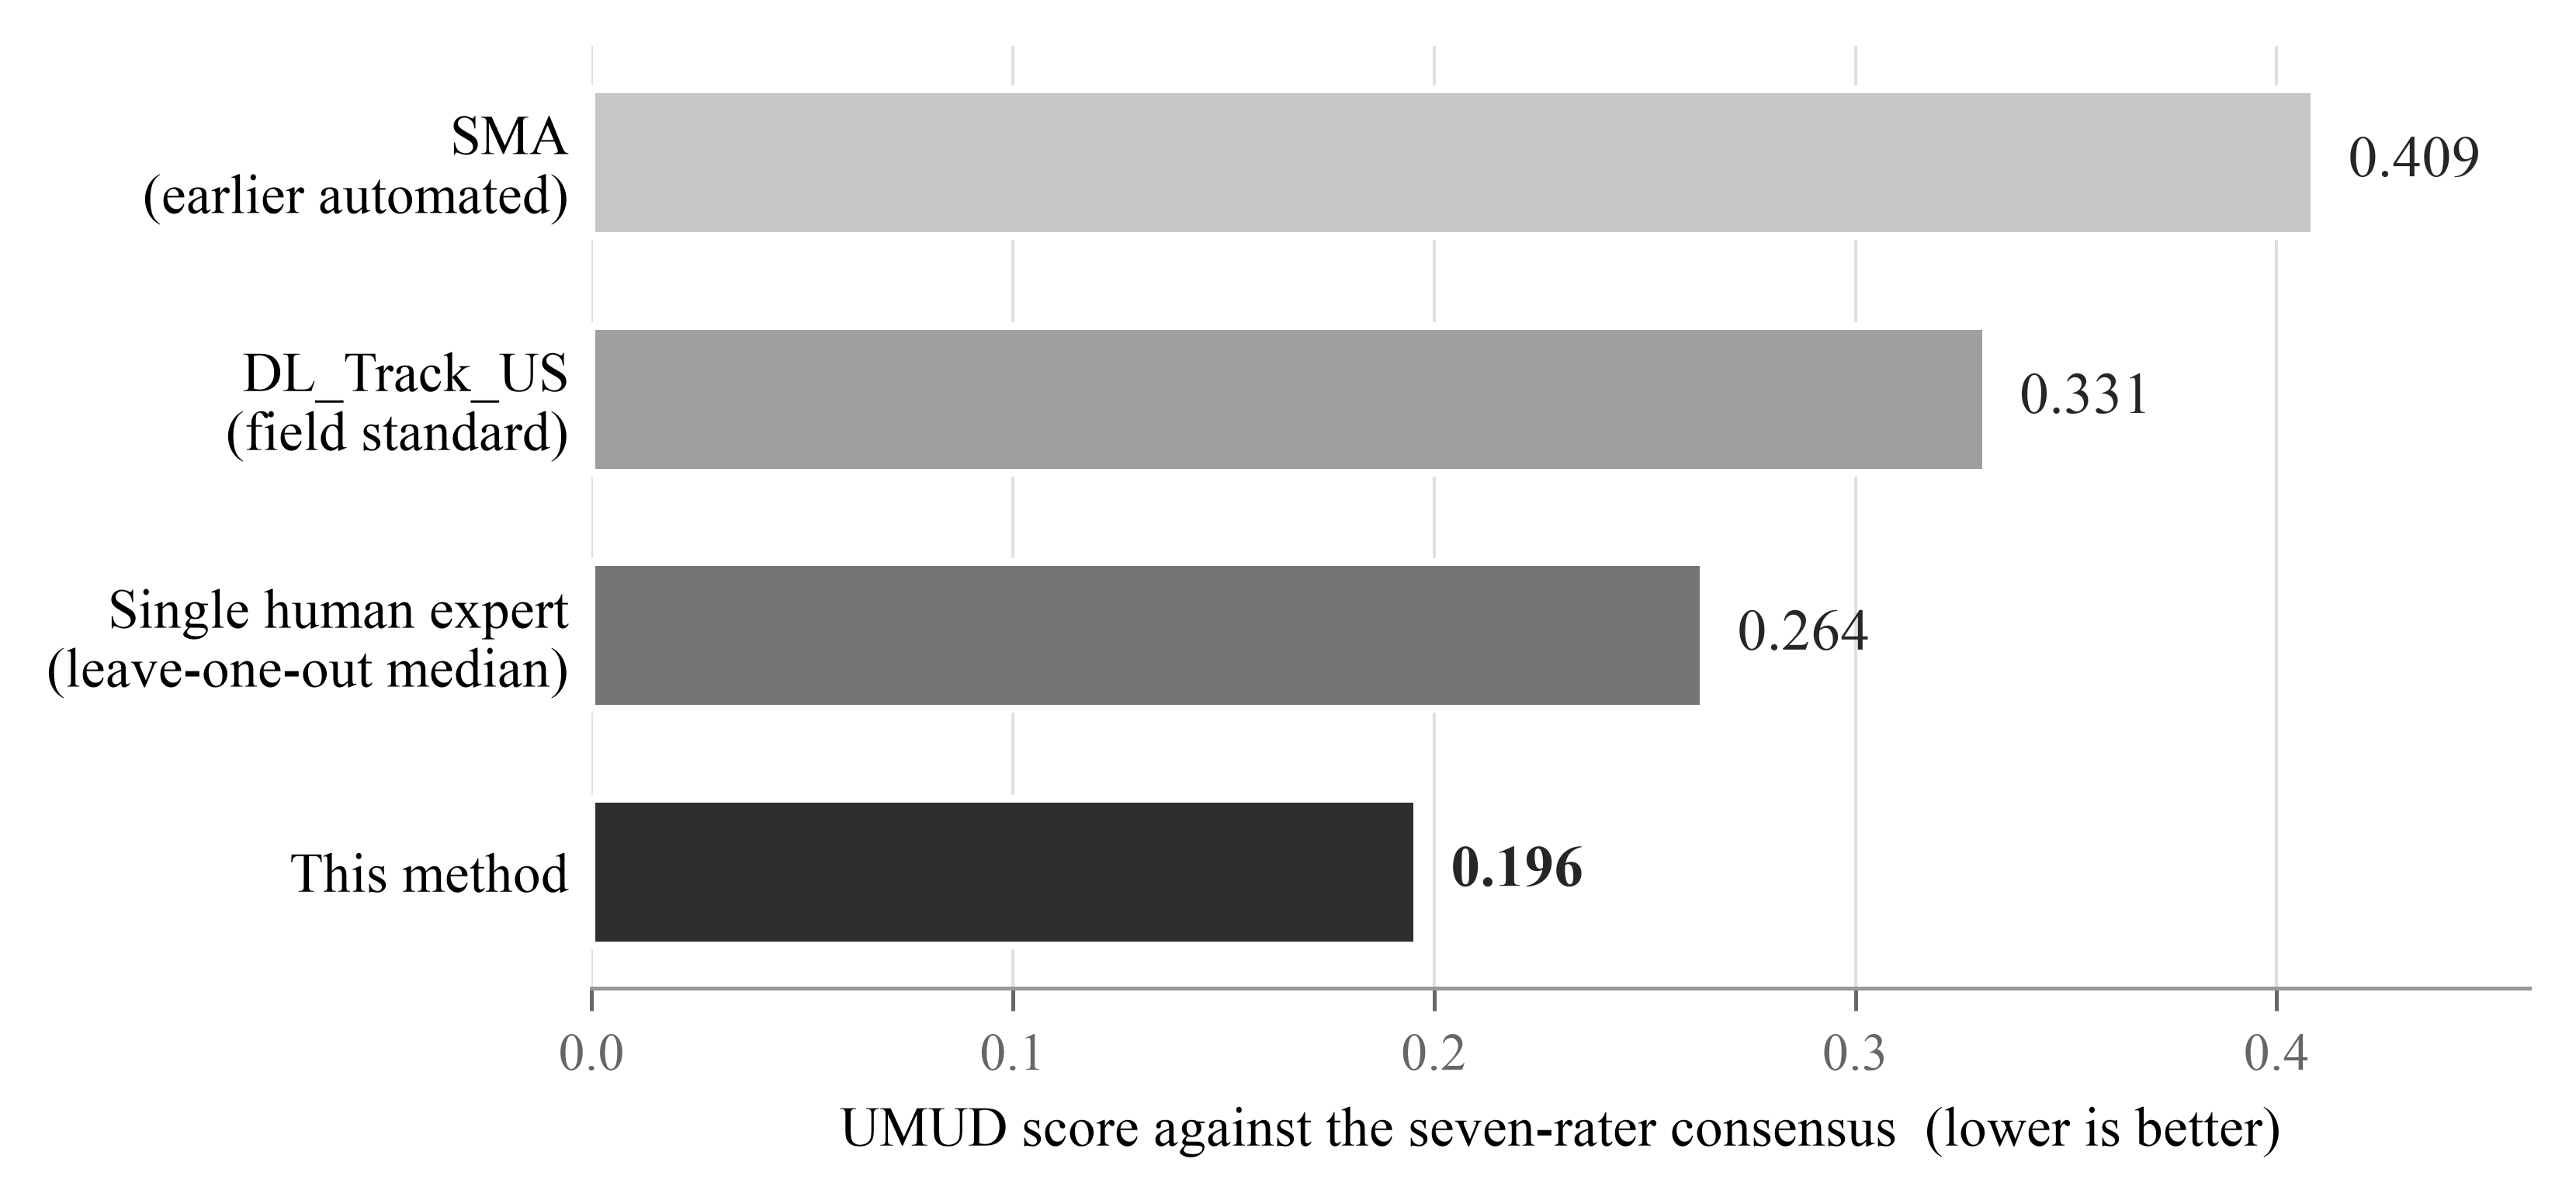 SMA
(earlier automated)
0.409
DL_Track_US
(field standard)
0.331
Single human expert
(leave-one-out median)
0.264
This method
0.196
0.0 0.1 0.2 0.3 0.4
UMUD score against the seven-rater consensus (lower is better)